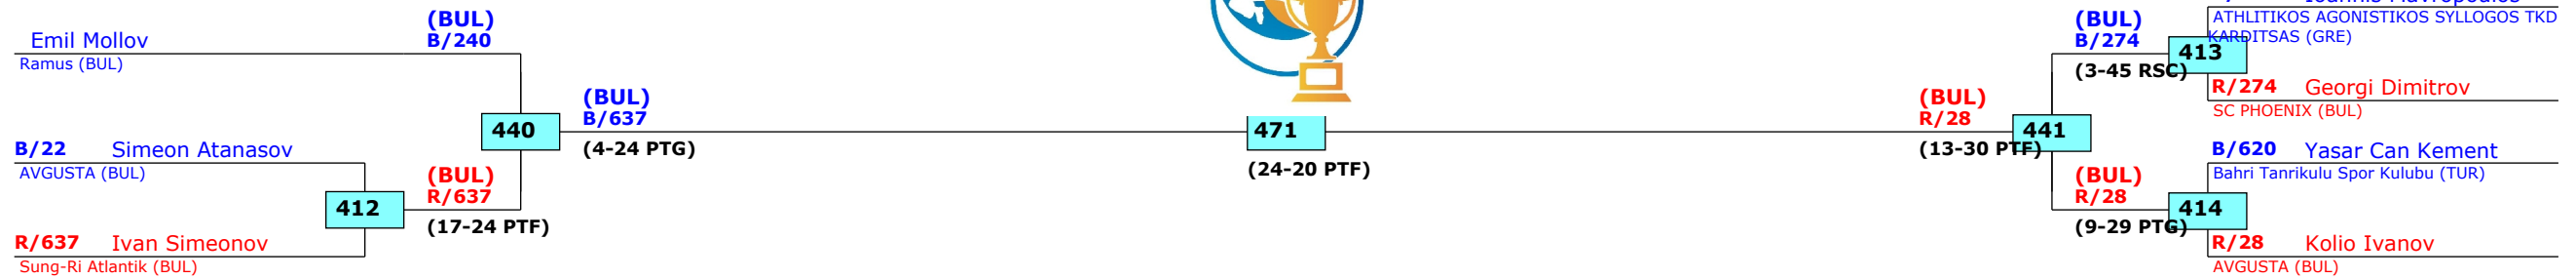 (BUL)
B/240
Emil Mollov
Ramus (BUL)
(BUL)
B/637
440
(4-24 PTG)
B/22 Simeon Atanasov
AVGUSTA (BUL)
(BUL)
R/637
412
(17-24 PTF)
R/637 Ivan Simeonov
Sung-Ri Atlantik (BUL)
471
(24-20 PTF)
(BUL)
R/28
441
(13-30 PTF)
(BUL)
B/274
413
(3-45 RSC)
ATHLITIKOS AGONISTIKOS SYLLOGOS TKD
KARDITSAS (GRE)
R/274 Georgi Dimitrov
SC PHOENIX (BUL)
B/620 Yasar Can Kement
Bahri Tanrikulu Spor Kulubu (TUR)
(BUL)
R/28
414
(9-29 PTG)
R/28 Kolio Ivanov
AVGUSTA (BUL)